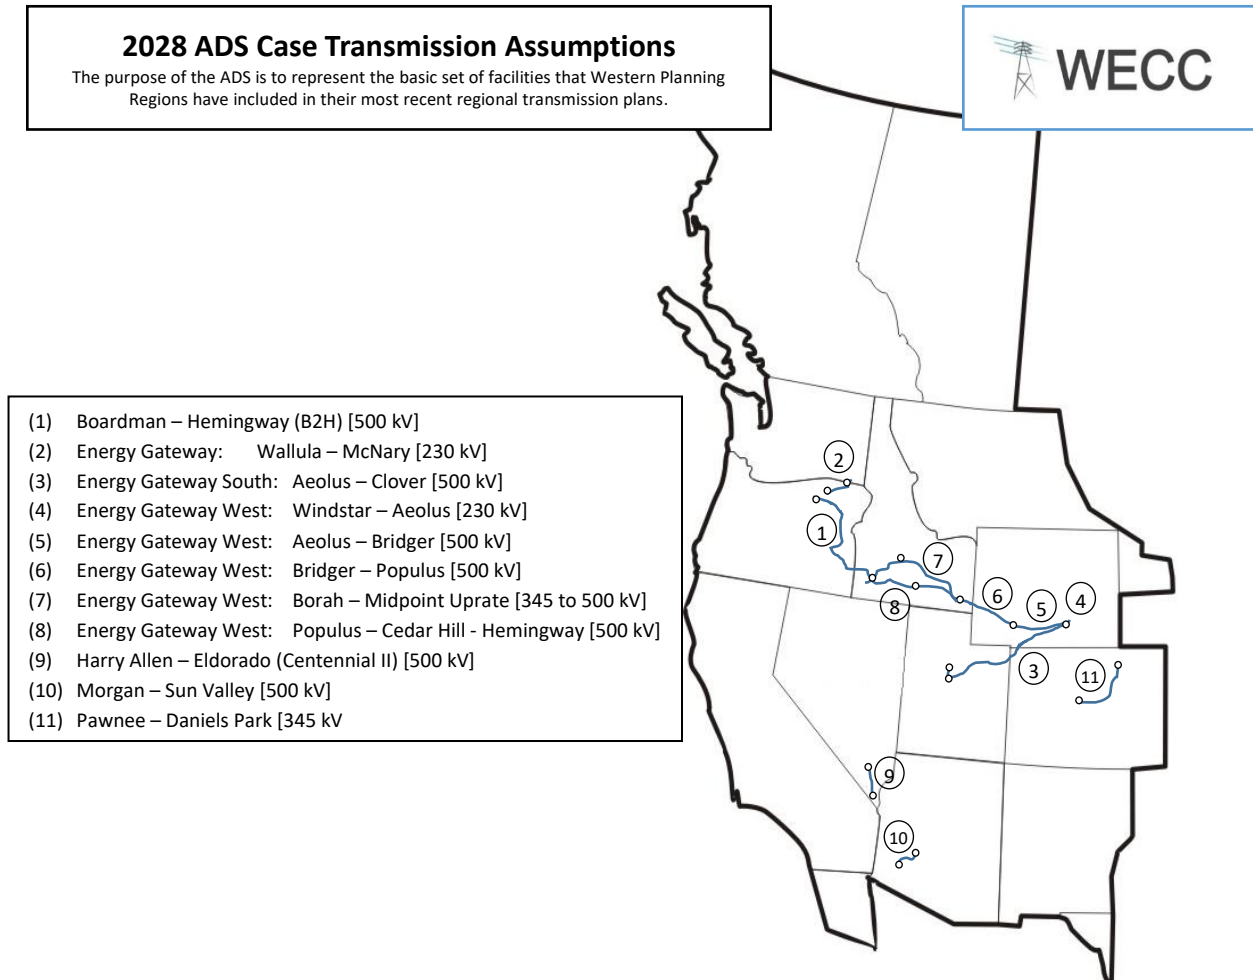 2028 ADS Case Transmission Assumptions
The purpose of the ADS is to represent the basic set of facilities that Western Planning
Regions have included in their most recent regional transmission plans.
WECC
(1) Boardman – Hemingway (B2H) [500 kV]
(2) Energy Gateway: Wallula – McNary [230 kV]
(3) Energy Gateway South: Aeolus – Clover [500 kV]
(4) Energy Gateway West: Windstar – Aeolus [230 kV]
(5) Energy Gateway West: Aeolus – Bridger [500 kV]
(6) Energy Gateway West: Bridger – Populus [500 kV]
(7) Energy Gateway West: Borah – Midpoint Uprate [345 to 500 kV]
(8) Energy Gateway West: Populus – Cedar Hill - Hemingway [500 kV]
(9) Harry Allen – Eldorado (Centennial II) [500 kV]
(10) Morgan – Sun Valley [500 kV]
(11) Pawnee – Daniels Park [345 kV
2
1
7
8
6
5
4
3
11
9
10